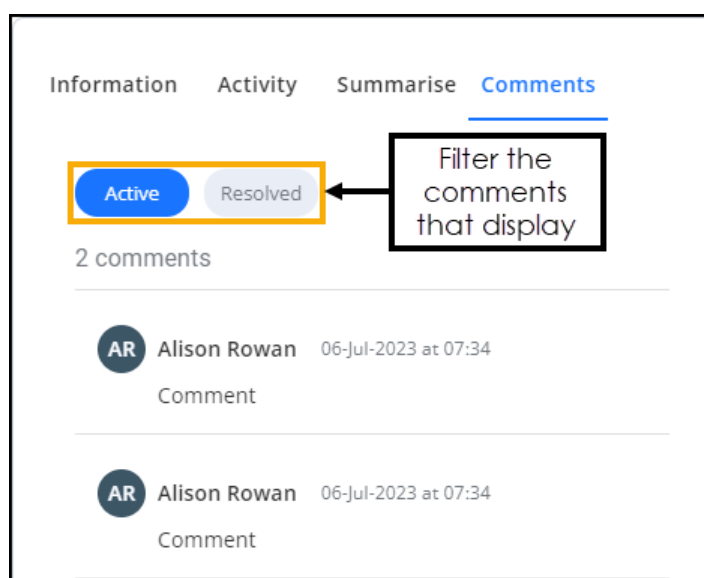 Information Activity Summarise Comments
Active Resolved
Filter the
comments
that display
2 comments
AR Alison Rowan 06-Jul-2023 at 07:34
Comment
AR Alison Rowan 06-Jul-2023 at 07:34
Comment